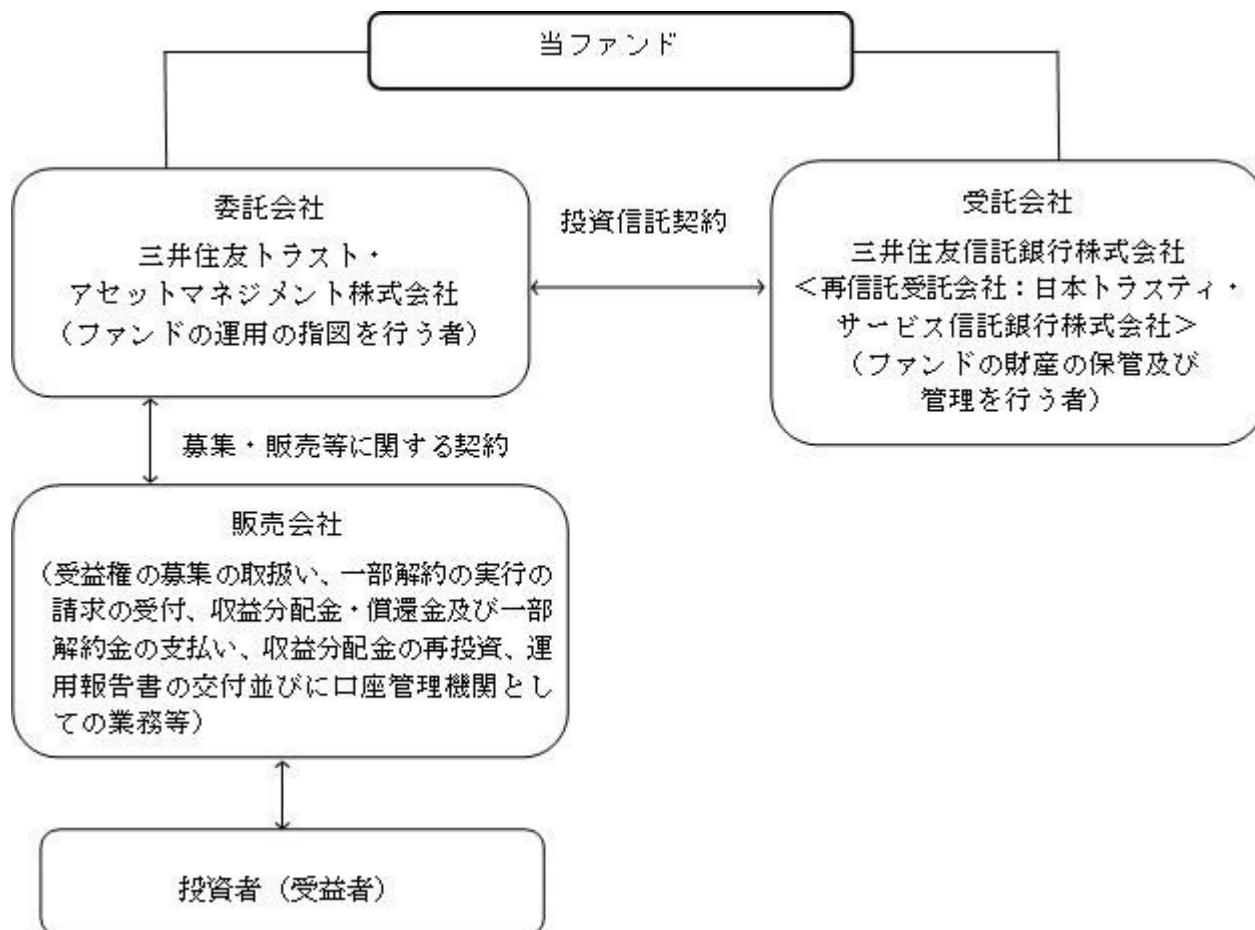 当ファンド
委託会社
三井住友トラスト・
アセットマネジメント株式会社
（ファンドの運用の指図を行う者）
投資信託契約
受託会社
三井住友信託銀行株式会社
＜再信託受託会社：日本トラスティ・
サービス信託銀行株式会社＞
（ファンドの財産の保管及び
管理を行う者）
募集・販売等に関する契約
販売会社
（受益権の募集の取扱い、一部解約の実行の
請求の受付、収益分配金・償還金及び一部
解約金の支払い、収益分配金の再投資、運
用報告書の交付並びに口座管理機関とし
ての業務等）
投資者（受益者）